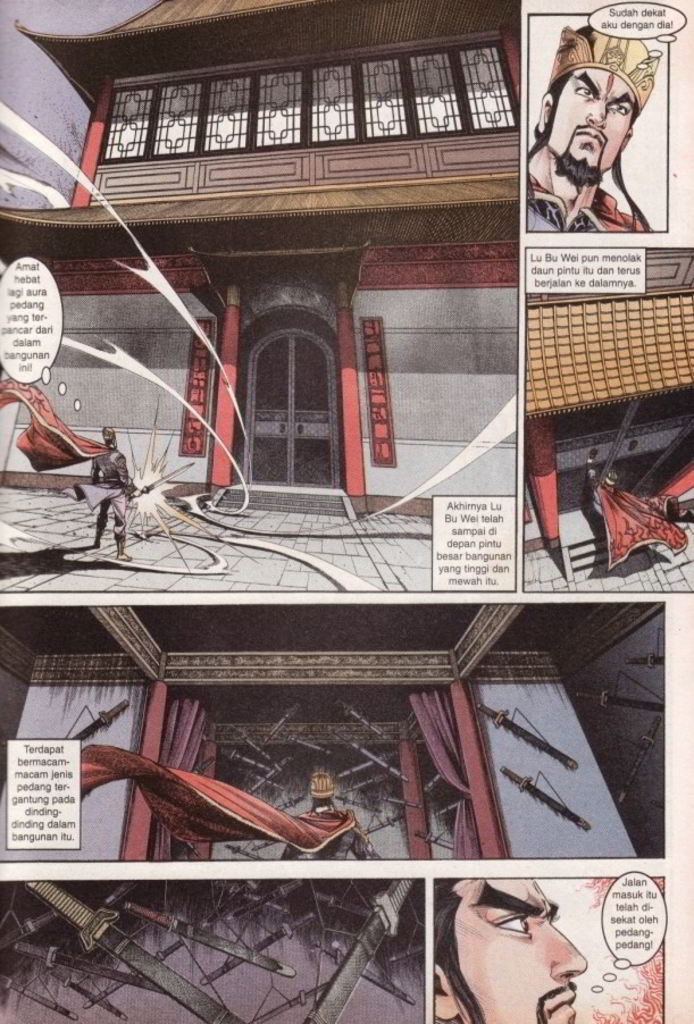 Amat
hebat
lagi aura
pedang
yang ter-
pancar dari
dalam
bangunan
ini!
Akhirnya Lu
Bu Wei telah
sampai di
depan pintu
besar bangunan
yang tinggi dan
mewah itu.
Sudah dekat
aku dengan dia!
Lu Bu Wei pun menolak
daun pintu itu dan terus
berjalan ke dalamnya.
Terdapat
bermacam-
macam jenis
pedang ter-
gantung pada
dinding-
dinding dalam
bangunan itu.
Jalan
masuk itu
telah di-
sekat oleh
pedang-
pedang!